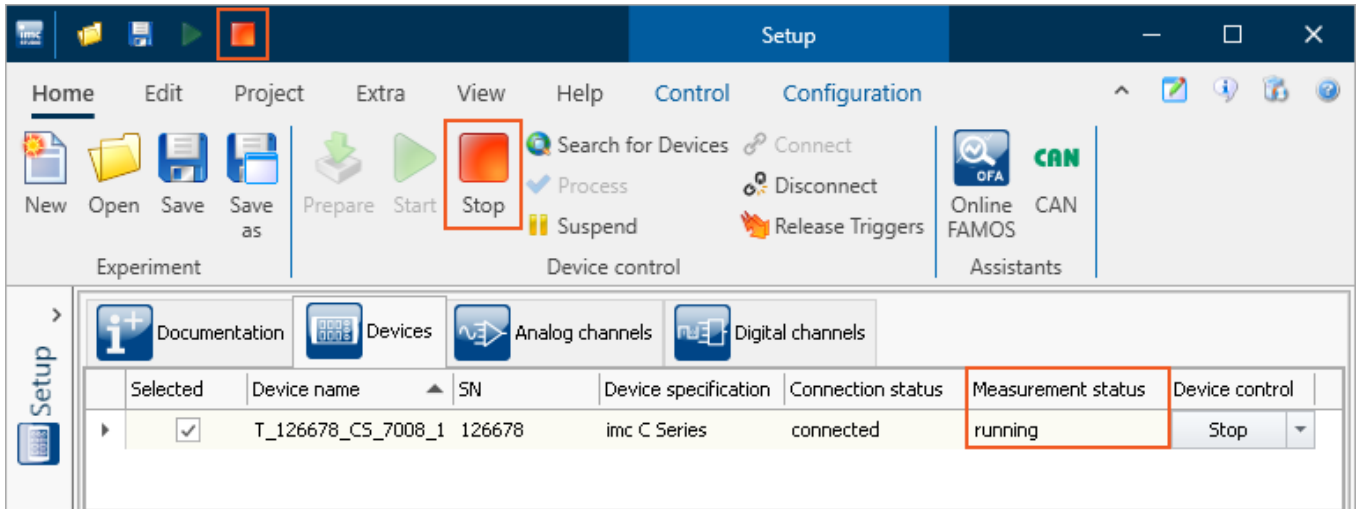 imc
STUDIO
Setup
Home Edit Project Extra View Help Control Configuration
New
Open
Save
Save as
Prepare
Start
Stop
Search for Devices
Process
Suspend
Connect
Disconnect
Release Triggers
OFA
Online FAMOS
CAN
CAN
Experiment
Device control
Assistants
Setup
Documentation Devices Analog channels Digital channels
Selected Device name SN Device specification Connection status Measurement status Device control
T_126678_CS_7008_1 126678 imc C Series connected running Stop